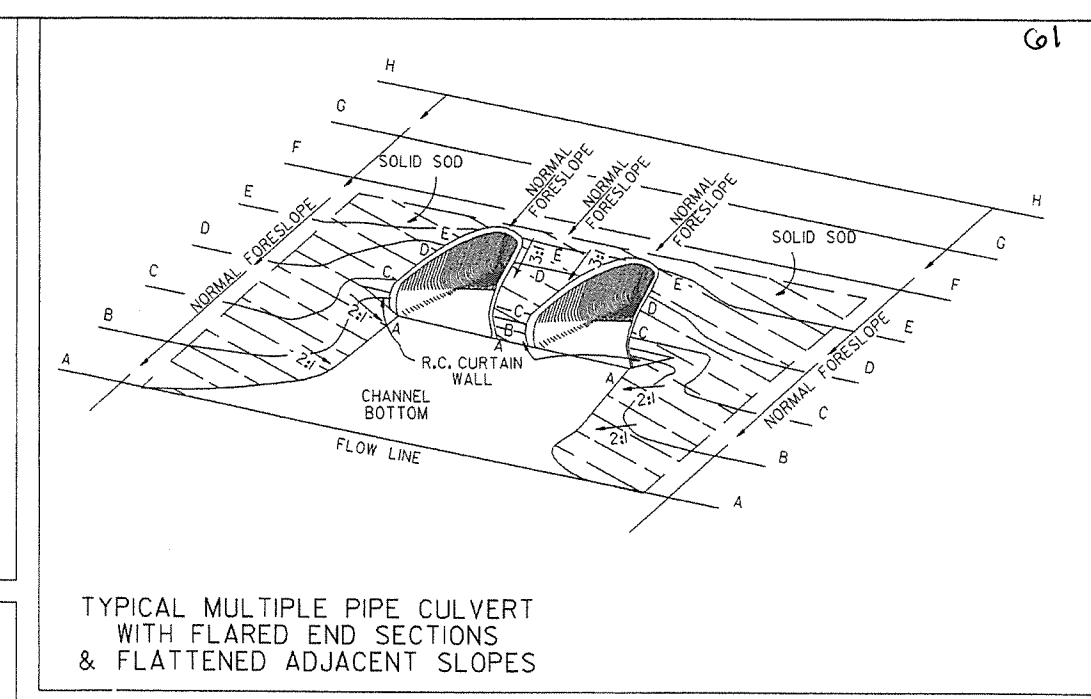 61
H
G
F
E
D
C
B
A
SOLID SOD
NORMAL FORESLOPE
NORMAL
FORESLOPE
NORMAL
FORESLOPE
NORMAL
FORESLOPE
SOLID SOD
H
G
F
E
D
C
B
A
NORMAL FORESLOPE
E
D
C
A
3:1
3:1
E
D
C
B
A
E
D
C
A
2:1
2:1
2:1
2:1
R.C. CURTAIN
WALL
CHANNEL
BOTTOM
FLOW LINE
TYPICAL MULTIPLE PIPE CULVERT
WITH FLARED END SECTIONS
& FLATTENED ADJACENT SLOPES